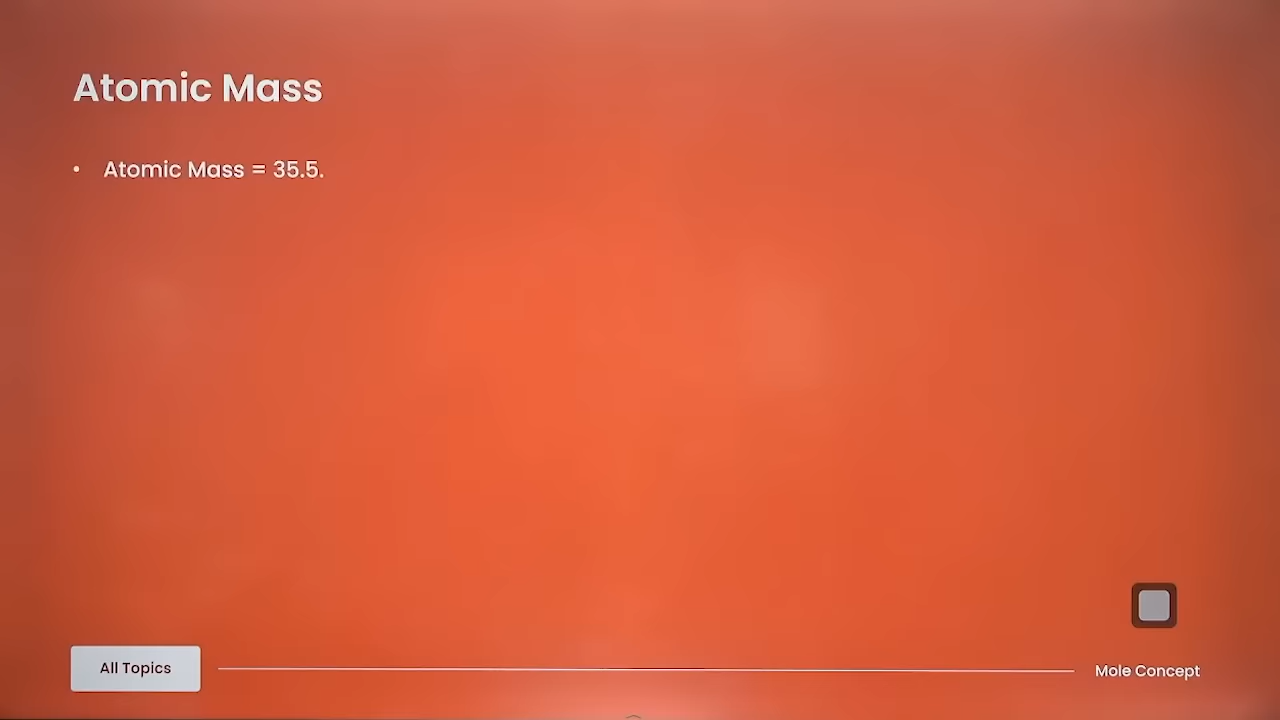 Atomic Mass
• Atomic Mass = 35.5.
All Topics
Mole Concept